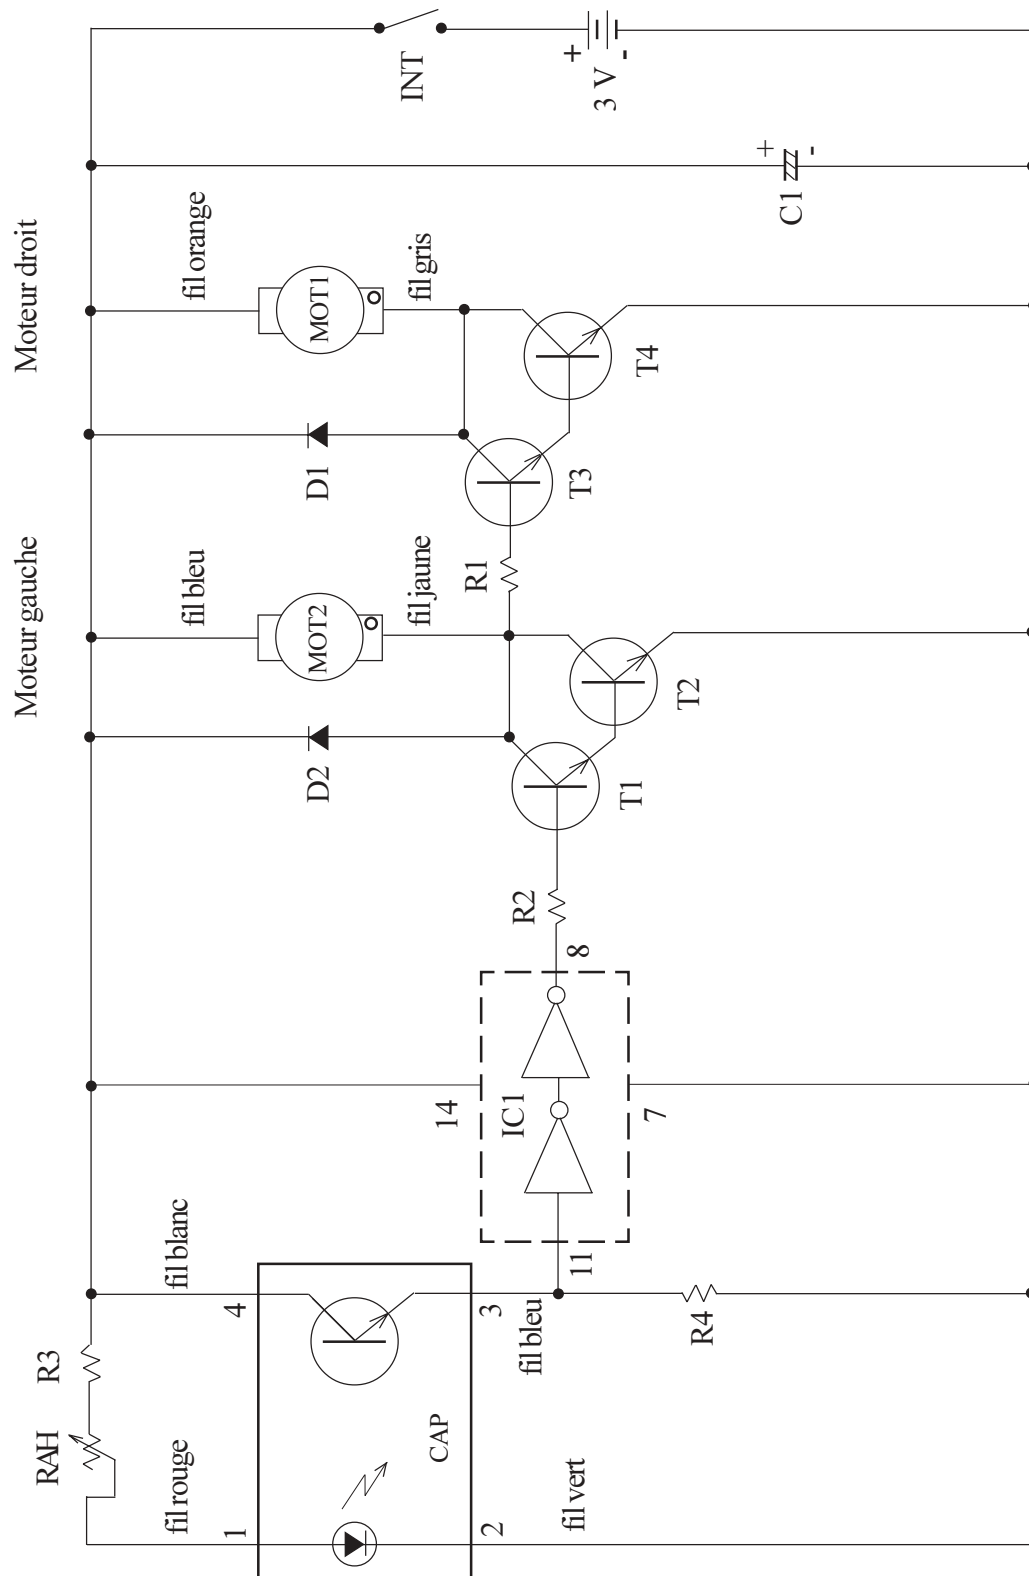 Moteur gauche
Moteur droit
RAH
R3
fil rouge
fil blanc
fil bleu
fil orange
1
4
14
D2
MOT2
D1
MOT1
INT
CAP
fil jaune
fil gris
2
3
IC1
8
R2
R1
fil vert
fil bleu
11
7
T1
T2
T3
T4
+
3 V
-
R4
C1
+
-